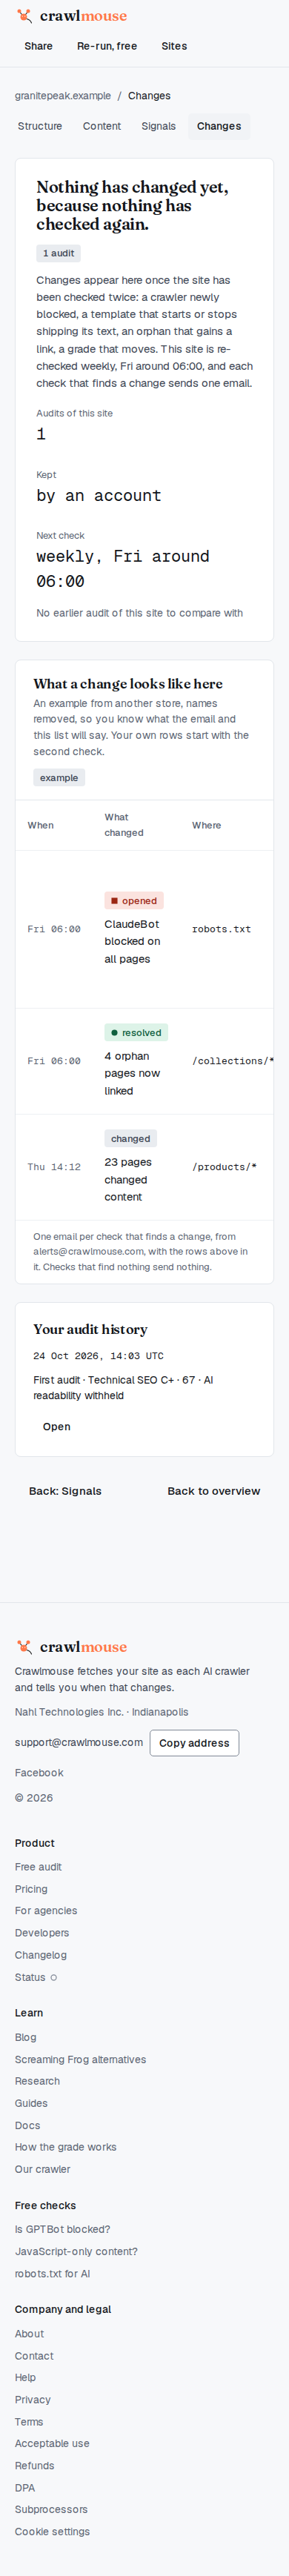 crawlmouse
Share Re-run, free Sites
granitepeak.example / Changes
Structure Content Signals Changes
Nothing has changed yet,
because nothing has
checked again.
1 audit
Changes appear here once the site has
been checked twice: a crawler newly
blocked, a template that starts or stops
shipping its text, an orphan that gains a
link, a grade that moves. This site is re-
checked weekly, Fri around 06:00, and each
check that finds a change sends one email.
Audits of this site
1
Kept
by an account
Next check
weekly, Fri around
06:00
No earlier audit of this site to compare with
What a change looks like here
An example from another store, names
removed, so you know what the email and
this list will say. Your own rows start with the
second check.
example
When What changed Where
Fri 06:00 opened ClaudeBot blocked on all pages robots.txt
Fri 06:00 resolved 4 orphan pages now linked /collections/*
Thu 14:12 changed 23 pages changed content /products/*
One email per check that finds a change, from
alerts@crawlmouse.com, with the rows above in
it. Checks that find nothing send nothing.
Your audit history
24 Oct 2026, 14:03 UTC
First audit · Technical SEO C+ · 67 · AI
readability withheld
Open
Back: Signals Back to overview
crawlmouse
Crawlmouse fetches your site as each AI crawler
and tells you when that changes.
Nahl Technologies Inc. · Indianapolis
support@crawlmouse.com Copy address
Facebook
© 2026
Product
Free audit
Pricing
For agencies
Developers
Changelog
Status
Learn
Blog
Screaming Frog alternatives
Research
Guides
Docs
How the grade works
Our crawler
Free checks
Is GPTBot blocked?
JavaScript-only content?
robots.txt for AI
Company and legal
About
Contact
Help
Privacy
Terms
Acceptable use
Refunds
DPA
Subprocessors
Cookie settings